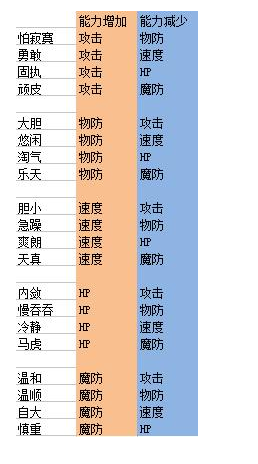 能力增加 能力减少
怕寂寞 攻击 物防
勇敢 攻击 速度
固执 攻击 HP
顽皮 攻击 魔防
大胆 物防 攻击
悠闲 物防 速度
淘气 物防 HP
乐天 物防 魔防
胆小 速度 攻击
急躁 速度 物防
爽朗 速度 HP
天真 速度 魔防
内敛 HP 攻击
慢吞吞 HP 物防
冷静 HP 速度
马虎 HP 魔防
温和 魔防 攻击
温顺 魔防 物防
自大 魔防 速度
慎重 魔防 HP